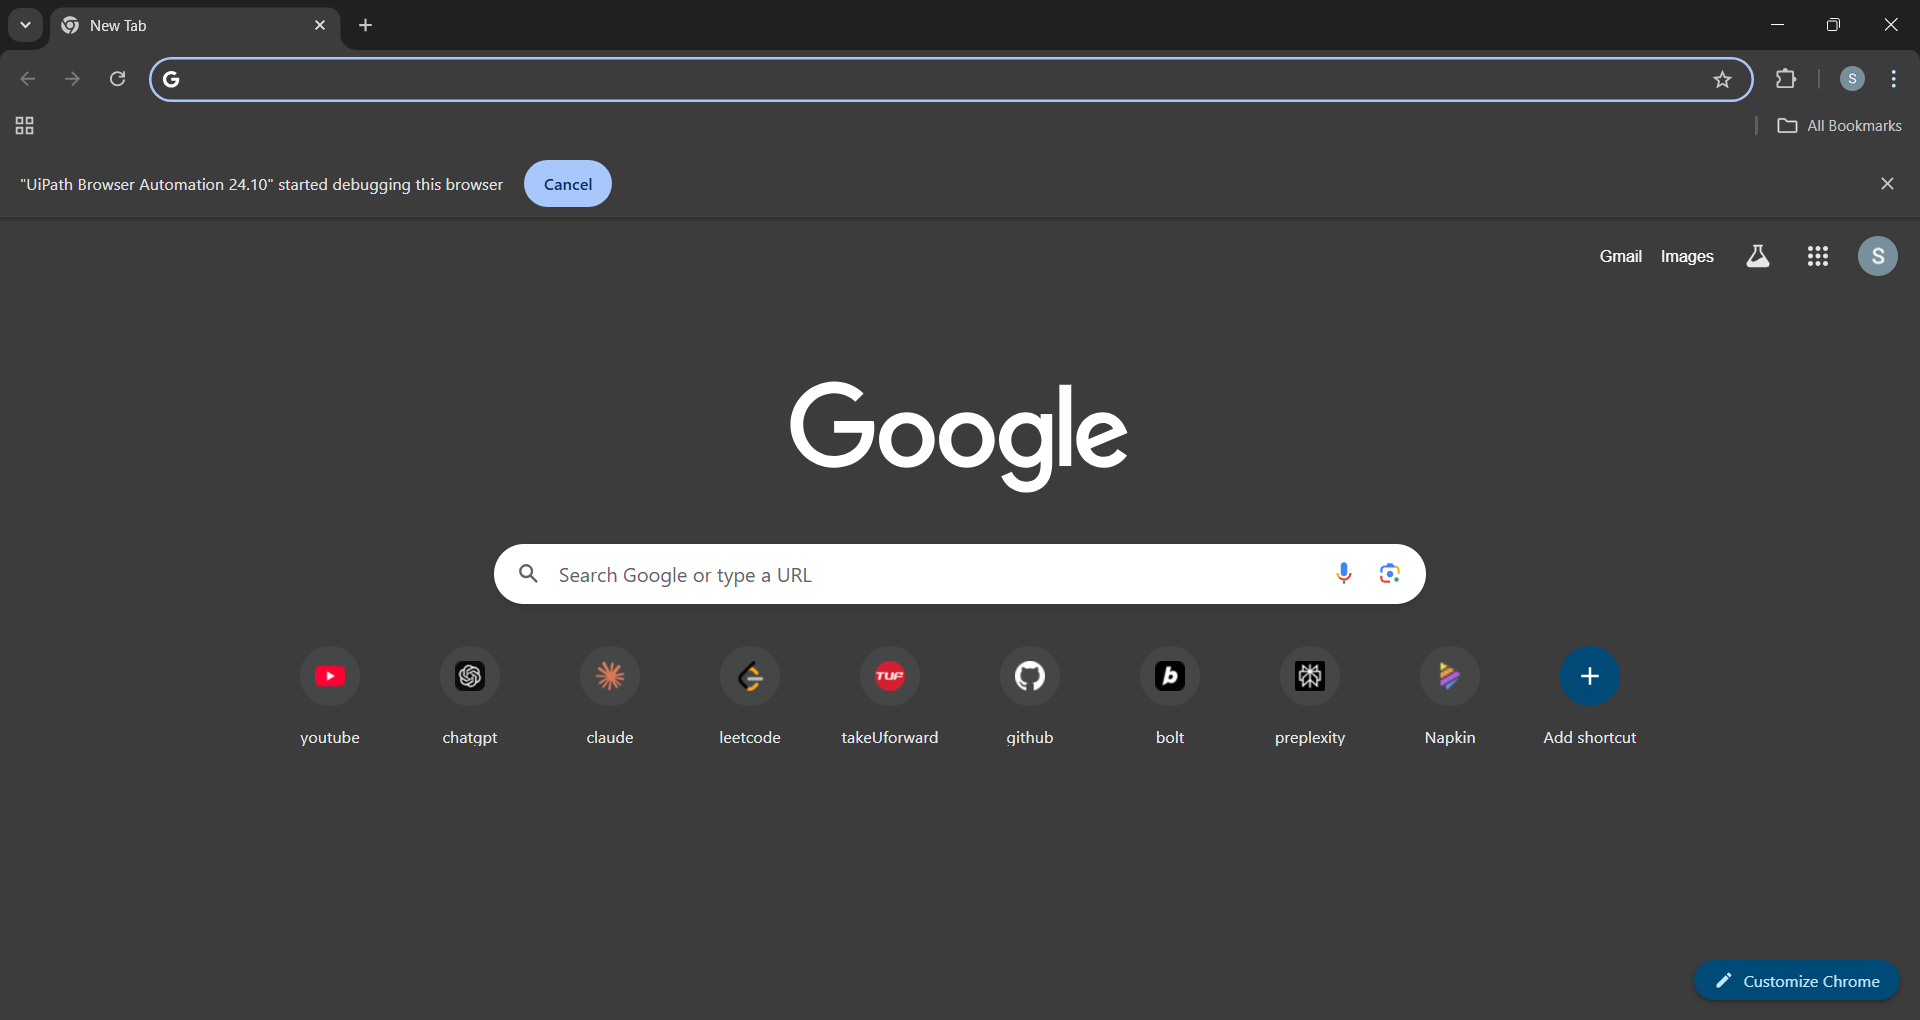 New Tab
S
All Bookmarks
"UiPath Browser Automation 24.10" started debugging this browser
Cancel
Gmail
Images
S
Google
Search Google or type a URL
TUF
b
youtube
chatgpt
claude
leetcode
takeUforward
github
bolt
preplexity
Napkin
Add shortcut
Customize Chrome